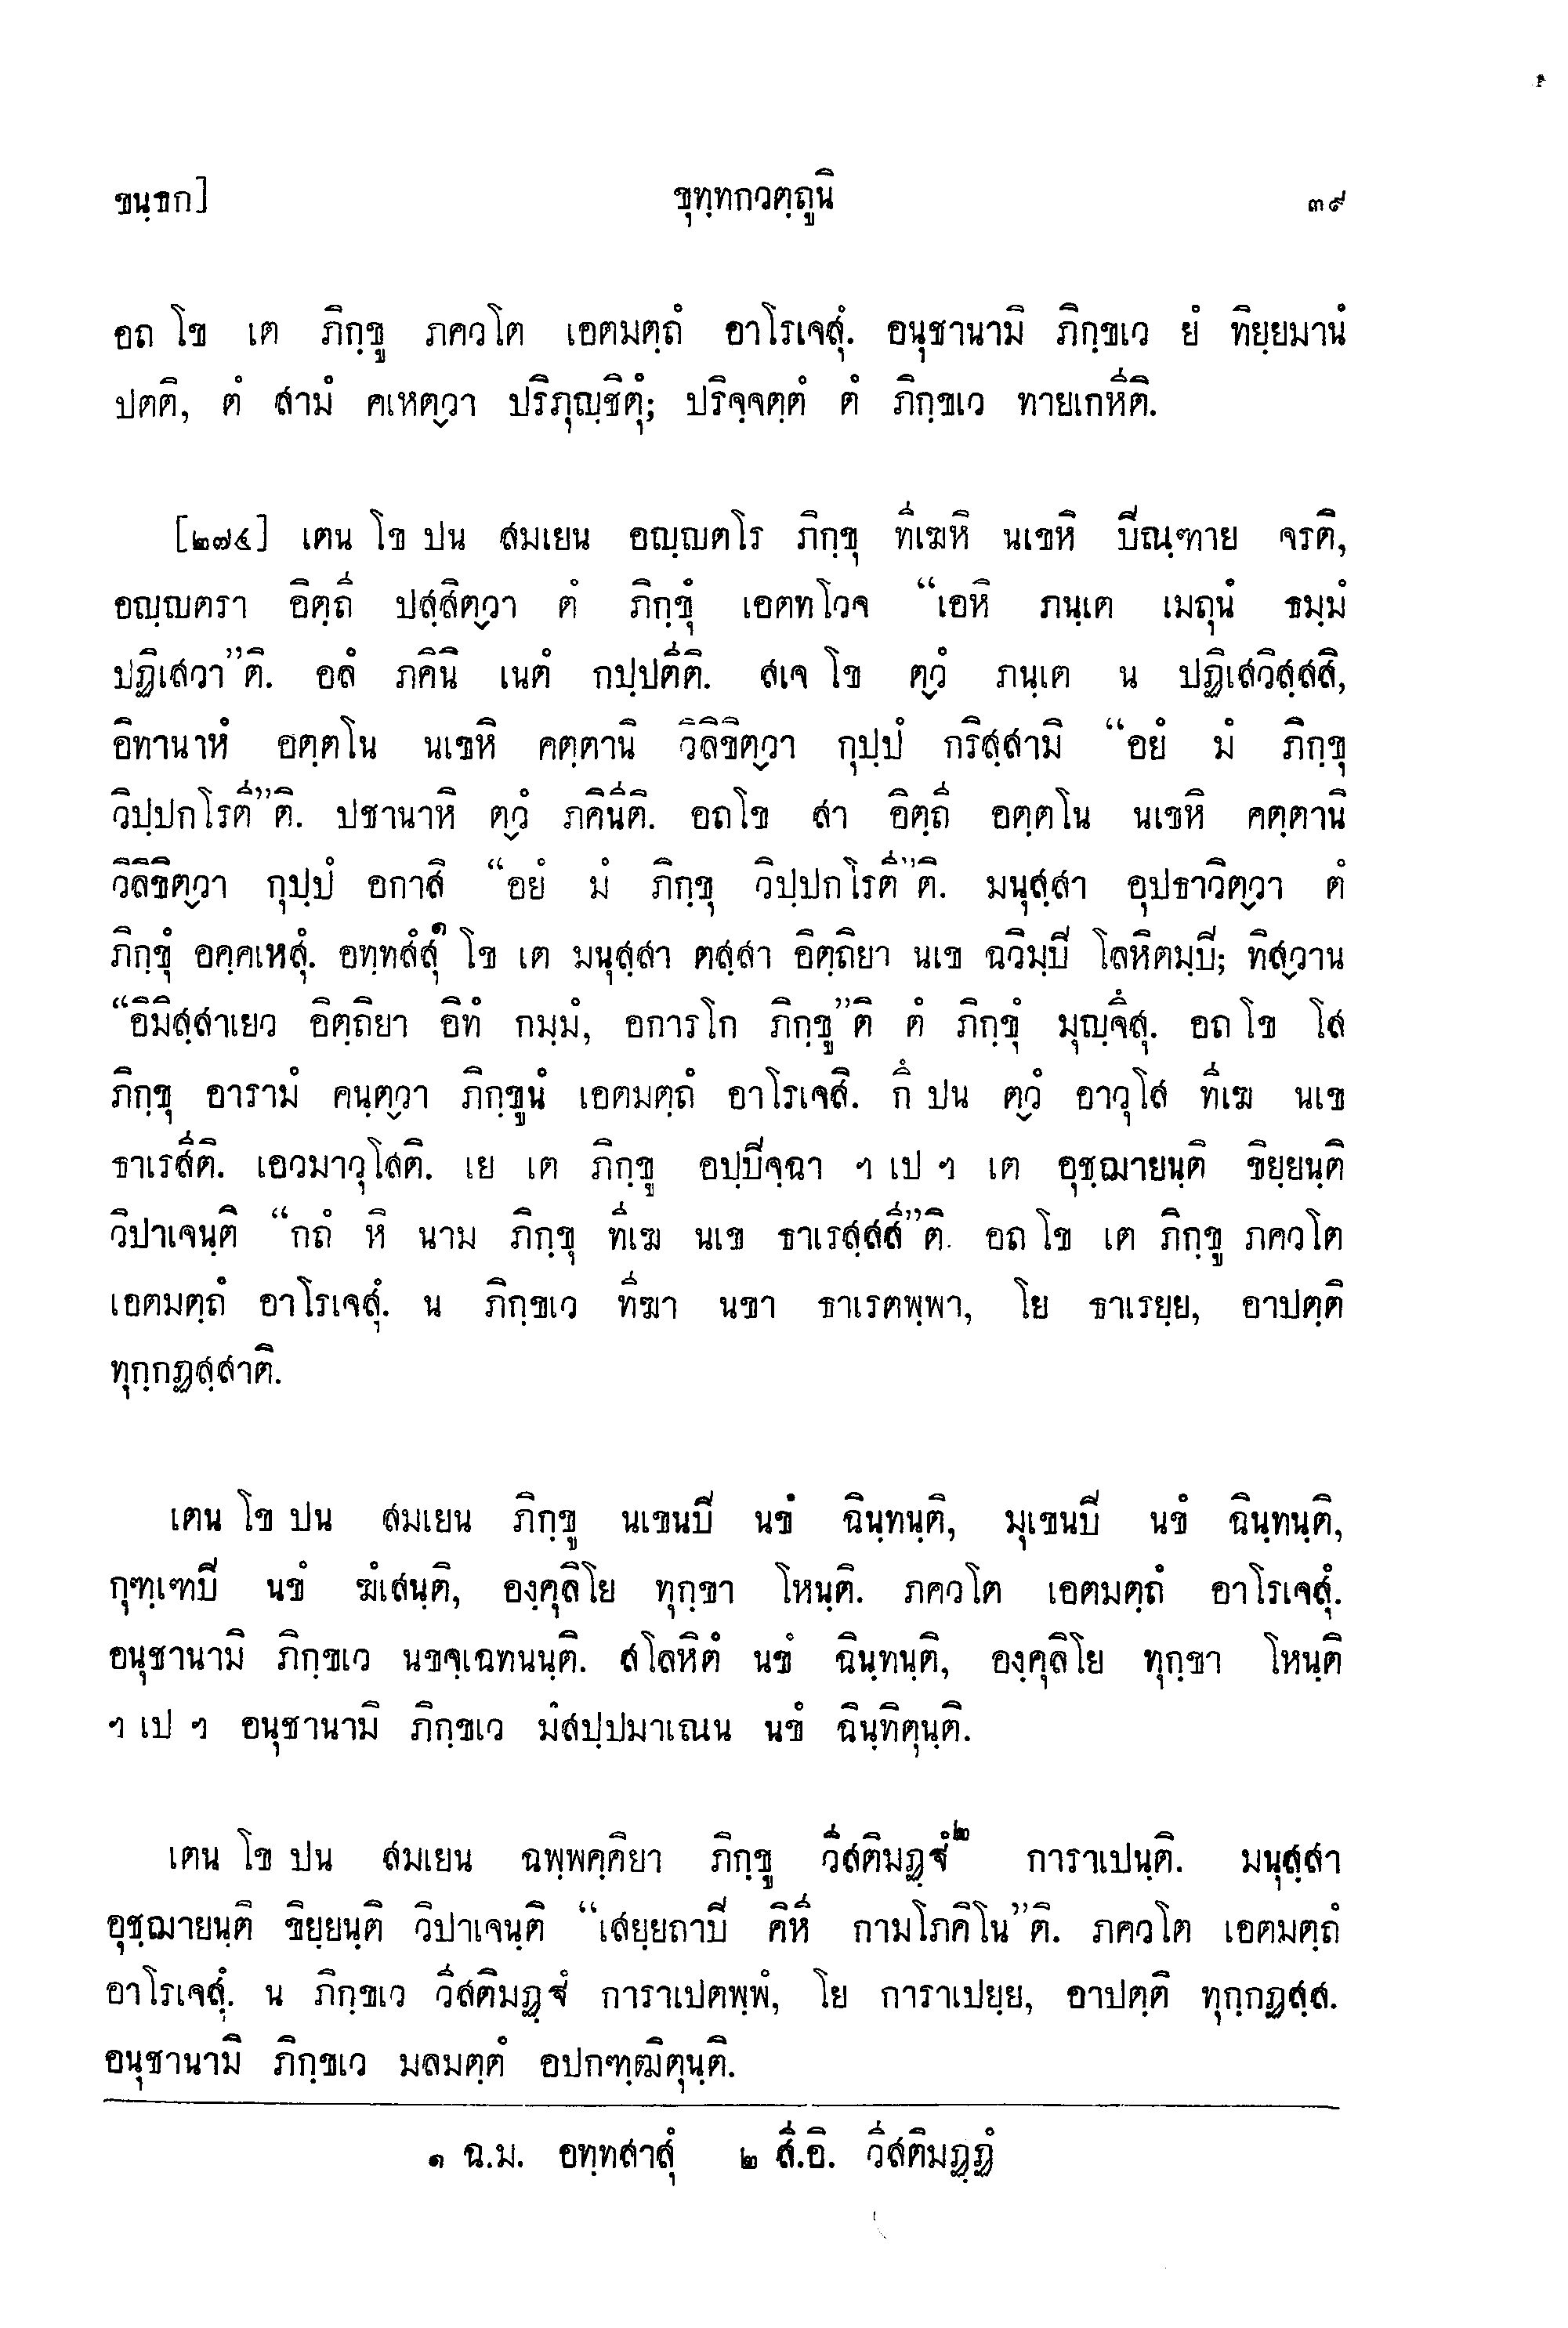 ขนฺธก]
ขุทฺทกวตฺถูนิ
๓๙
อถ โข เต ภิกฺขู ภควโต เอตมตฺถํ อาโรเจสุํ. อนุชานามิ ภิกฺขเว ยํ ทิยฺยมานํ
ปตติ, ตํ สามํ คเหตฺวา ปริภุญฺชิตุํ; ปริจฺจตฺตํ ตํ ภิกฺขเว ทายเกหีติ.
[๒๗๔] เตน โข ปน สมเยน อญฺญตโร ภิกฺขุ ทีเฆหิ นเขหิ ปิณฺฑาย จรติ,
อญฺญตรา อิตฺถี ปสฺสิตฺวา ตํ ภิกฺขุํ เอตทโวจ “เอหิ ภนฺเต เมถุนํ ธมฺมํ
ปฏิเสวา”ติ. อลํ ภคินิ เนตํ กปฺปตีติ. สเจ โข ตฺวํ ภนฺเต น ปฏิเสวิสฺสสิ,
อิทานาหํ อตฺตโน นเขหิ คตฺตานิ วิลิขิตฺวา กุปฺปํ กริสฺสามิ “อยํ มํ ภิกฺขุ
วิปฺปกโรตี”ติ. ปชานาหิ ตฺวํ ภคินีติ. อถโข สา อิตฺถี อตฺตโน นเขหิ คตฺตานิ
วิลิขิตฺวา กุปฺปํ อกาสิ “อยํ มํ ภิกฺขุ วิปฺปกโรตี”ติ. มนุสฺสา อุปธาวิตฺวา ตํ
ภิกฺขุํ อคฺคเหสุํ. อทฺทสํสุํ๑ โข เต มนุสฺสา ตสฺสา อิตฺถิยา นเข ฉวิมฺปิ โลหิตมฺปิ; ทิสฺวาน
“อิมิสฺสาเยว อิตฺถิยา อิทํ กมฺมํ, อการโก ภิกฺขู”ติ ตํ ภิกฺขุํ มุญฺจึสุ. อถ โข โส
ภิกฺขุ อารามํ คนฺตฺวา ภิกฺขูนํ เอตมตฺถํ อาโรเจสิ. กึ ปน ตฺวํ อาวุโส ทีเฆ นเข
ธาเรสีติ. เอวมาวุโสติ. เย เต ภิกฺขู อปฺปิจฺฉา ฯ เป ฯ เต อุชฺฌายนฺติ ขิยฺยนฺติ
วิปาเจนฺติ “กถํ หิ นาม ภิกฺขุ ทีเฆ นเข ธาเรสฺสตี”ติ. อถ โข เต ภิกฺขู ภควโต
เอตมตฺถํ อาโรเจสุํ. น ภิกฺขเว ทีฆา นขา ธาเรตพฺพา, โย ธาเรยฺย, อาปตฺติ
ทุกฺกฏสฺสาติ.
เตน โข ปน สมเยน ภิกฺขู นเขนปิ นขํ ฉินฺทนฺติ, มุเขนปิ นขํ ฉินฺทนฺติ,
กุฑฺเฑปิ นขํ ฆํเสนฺติ, องฺคุลิโย ทุกฺขา โหนฺติ. ภควโต เอตมตฺถํ อาโรเจสุํ.
อนุชานามิ ภิกฺขเว นขจฺเฉทนนฺติ. สโลหิตํ นขํ ฉินฺทนฺติ, องฺคุลิโย ทุกฺขา โหนฺติ
ฯ เป ฯ อนุชานามิ ภิกฺขเว มํสปฺปมาเณน นขํ ฉินฺทิตุนฺติ.
เตน โข ปน สมเยน ฉพฺพคฺคิยา ภิกฺขู วีสติมฏฺฐํ๒ การาเปนฺติ. มนุสฺสา
อุชฺฌายนฺติ ขิยฺยนฺติ วิปาเจนฺติ “เสยฺยถาปิ คิหี กามโภคิโน”ติ. ภควโต เอตมตฺถํ
อาโรเจสุํ. น ภิกฺขเว วีสติมฏฺฐํ การาเปตพฺพํ, โย การาเปยฺย, อาปตฺติ ทุกฺกฏสฺส.
อนุชานามิ ภิกฺขเว มลมตฺตํ อปกฑฺฒิตุนฺติ.
๑ ฉ.ม. อทฺทสาสุํ ๒ สี.อิ. วีสติมฏฺฏํ